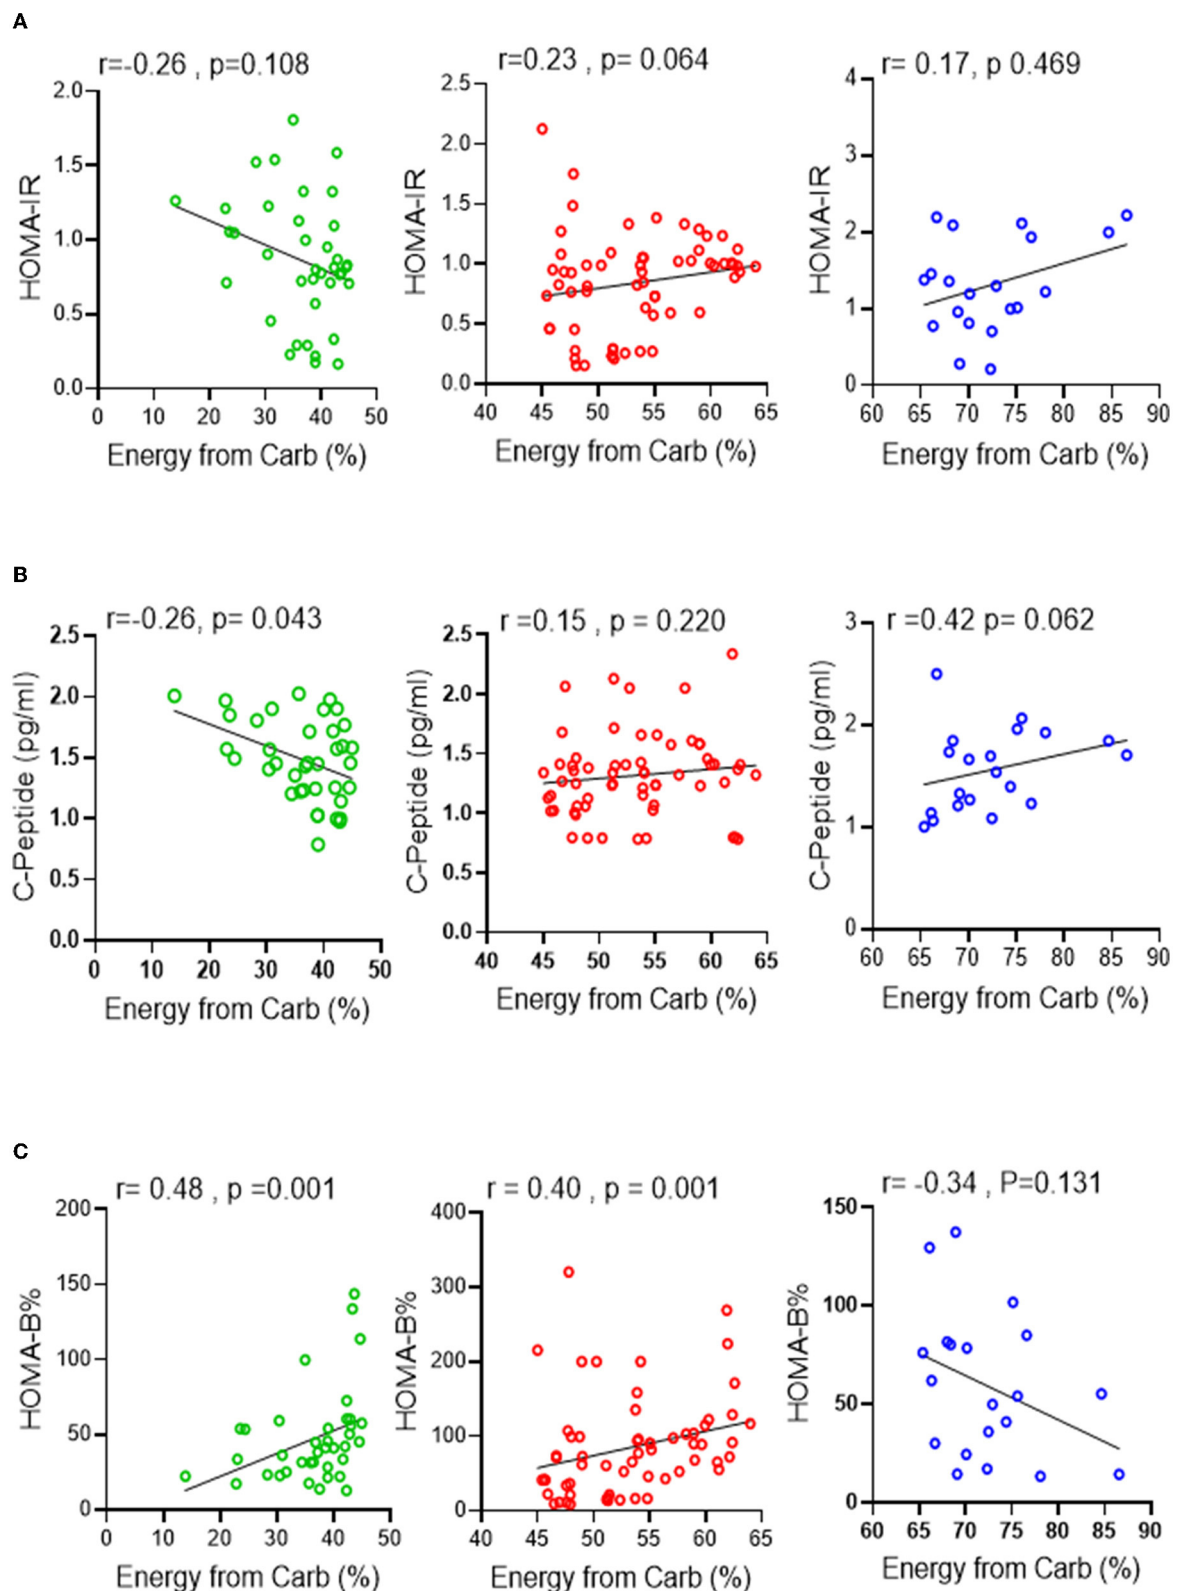 A
r=-0.26 , p=0.108
r=0.23 , p= 0.064
r= 0.17, p 0.469
HOMA-IR
2.0
1.5
1.0
0.5
0.0
0 10 20 30 40 50
Energy from Carb (%)
HOMA-IR
2.5
2.0
1.5
1.0
0.5
0.0
40 45 50 55 60 65
Energy from Carb (%)
HOMA-IR
4
3
2
1
0
60 65 70 75 80 85 90
Energy from Carb (%)
B
r=-0.26, p= 0.043
r =0.15 , p = 0.220
r =0.42 p= 0.062
C-Peptide (pg/ml)
2.5
2.0
1.5
1.0
0.5
0.0
0 10 20 30 40 50
Energy from Carb (%)
C-Peptide (pg/ml)
2.5
2.0
1.5
1.0
0.5
0.0
40 45 50 55 60 65
Energy from Carb (%)
C-Peptide (pg/ml)
3
2
1
0
60 65 70 75 80 85 90
Energy from Carb (%)
C
r= 0.48 , p =0.001
r = 0.40 , p = 0.001
r= -0.34 , P=0.131
HOMA-B%
200
150
100
50
0
0 10 20 30 40 50
Energy from Carb (%)
HOMA-B%
400
300
200
100
0
40 45 50 55 60 65
Energy from Carb (%)
HOMA-B%
150
100
50
0
60 65 70 75 80 85 90
Energy from Carb (%)